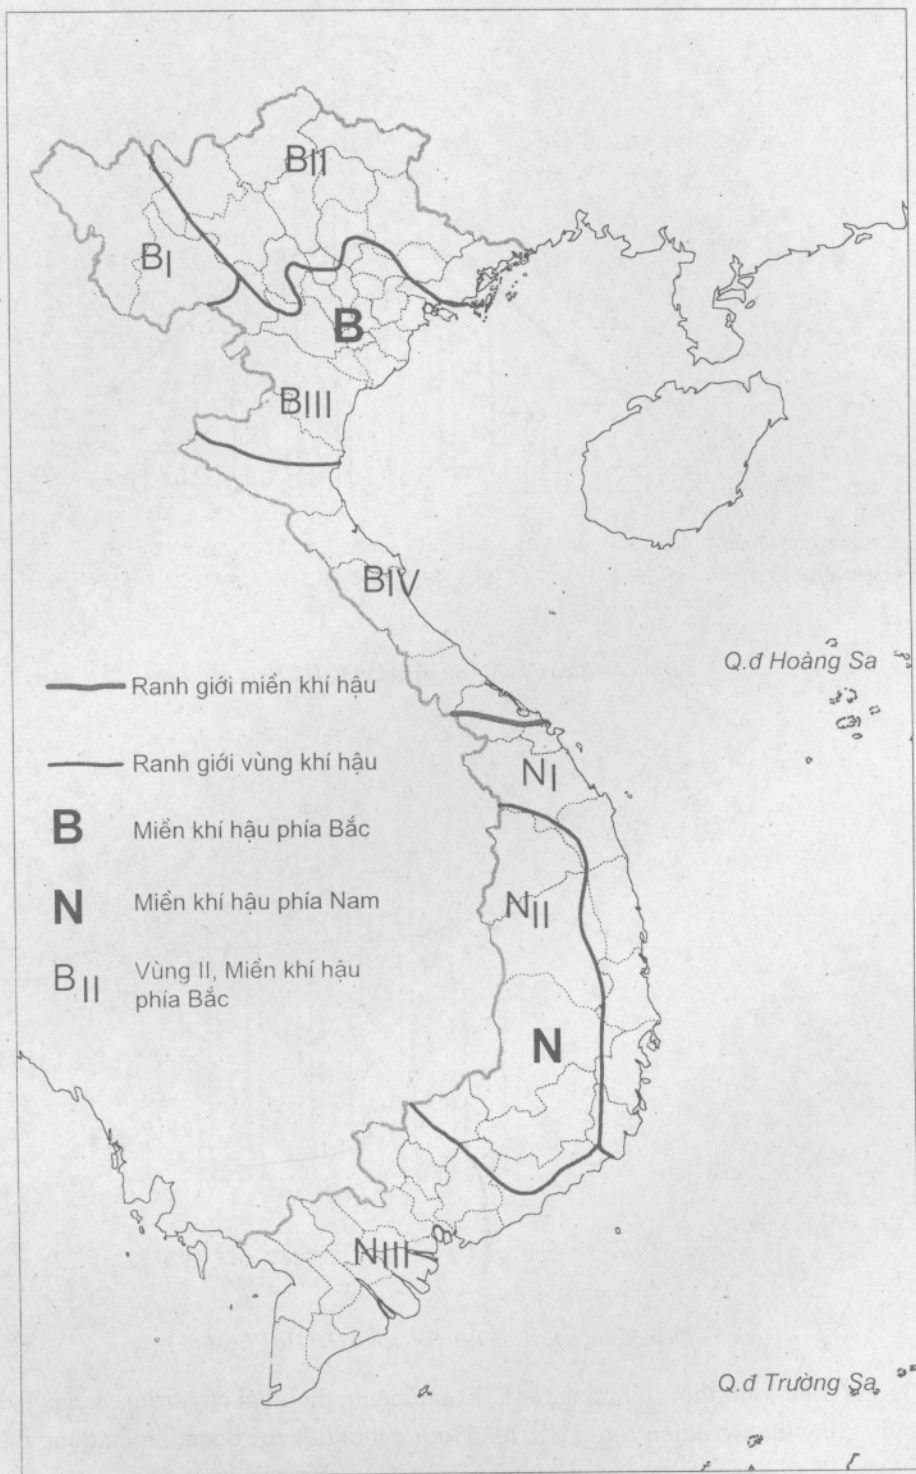 BII
BI
B
BIII
BIV
Q.đ Hoàng Sa
Ranh giới miền khí hậu
NI
Ranh giới vùng khí hậu
B Miền khí hậu phía Bắc
N Miền khí hậu phía Nam
NII
BII Vùng II, Miền khí hậu
phía Bắc
N
NIII
Q.đ Trường Sa